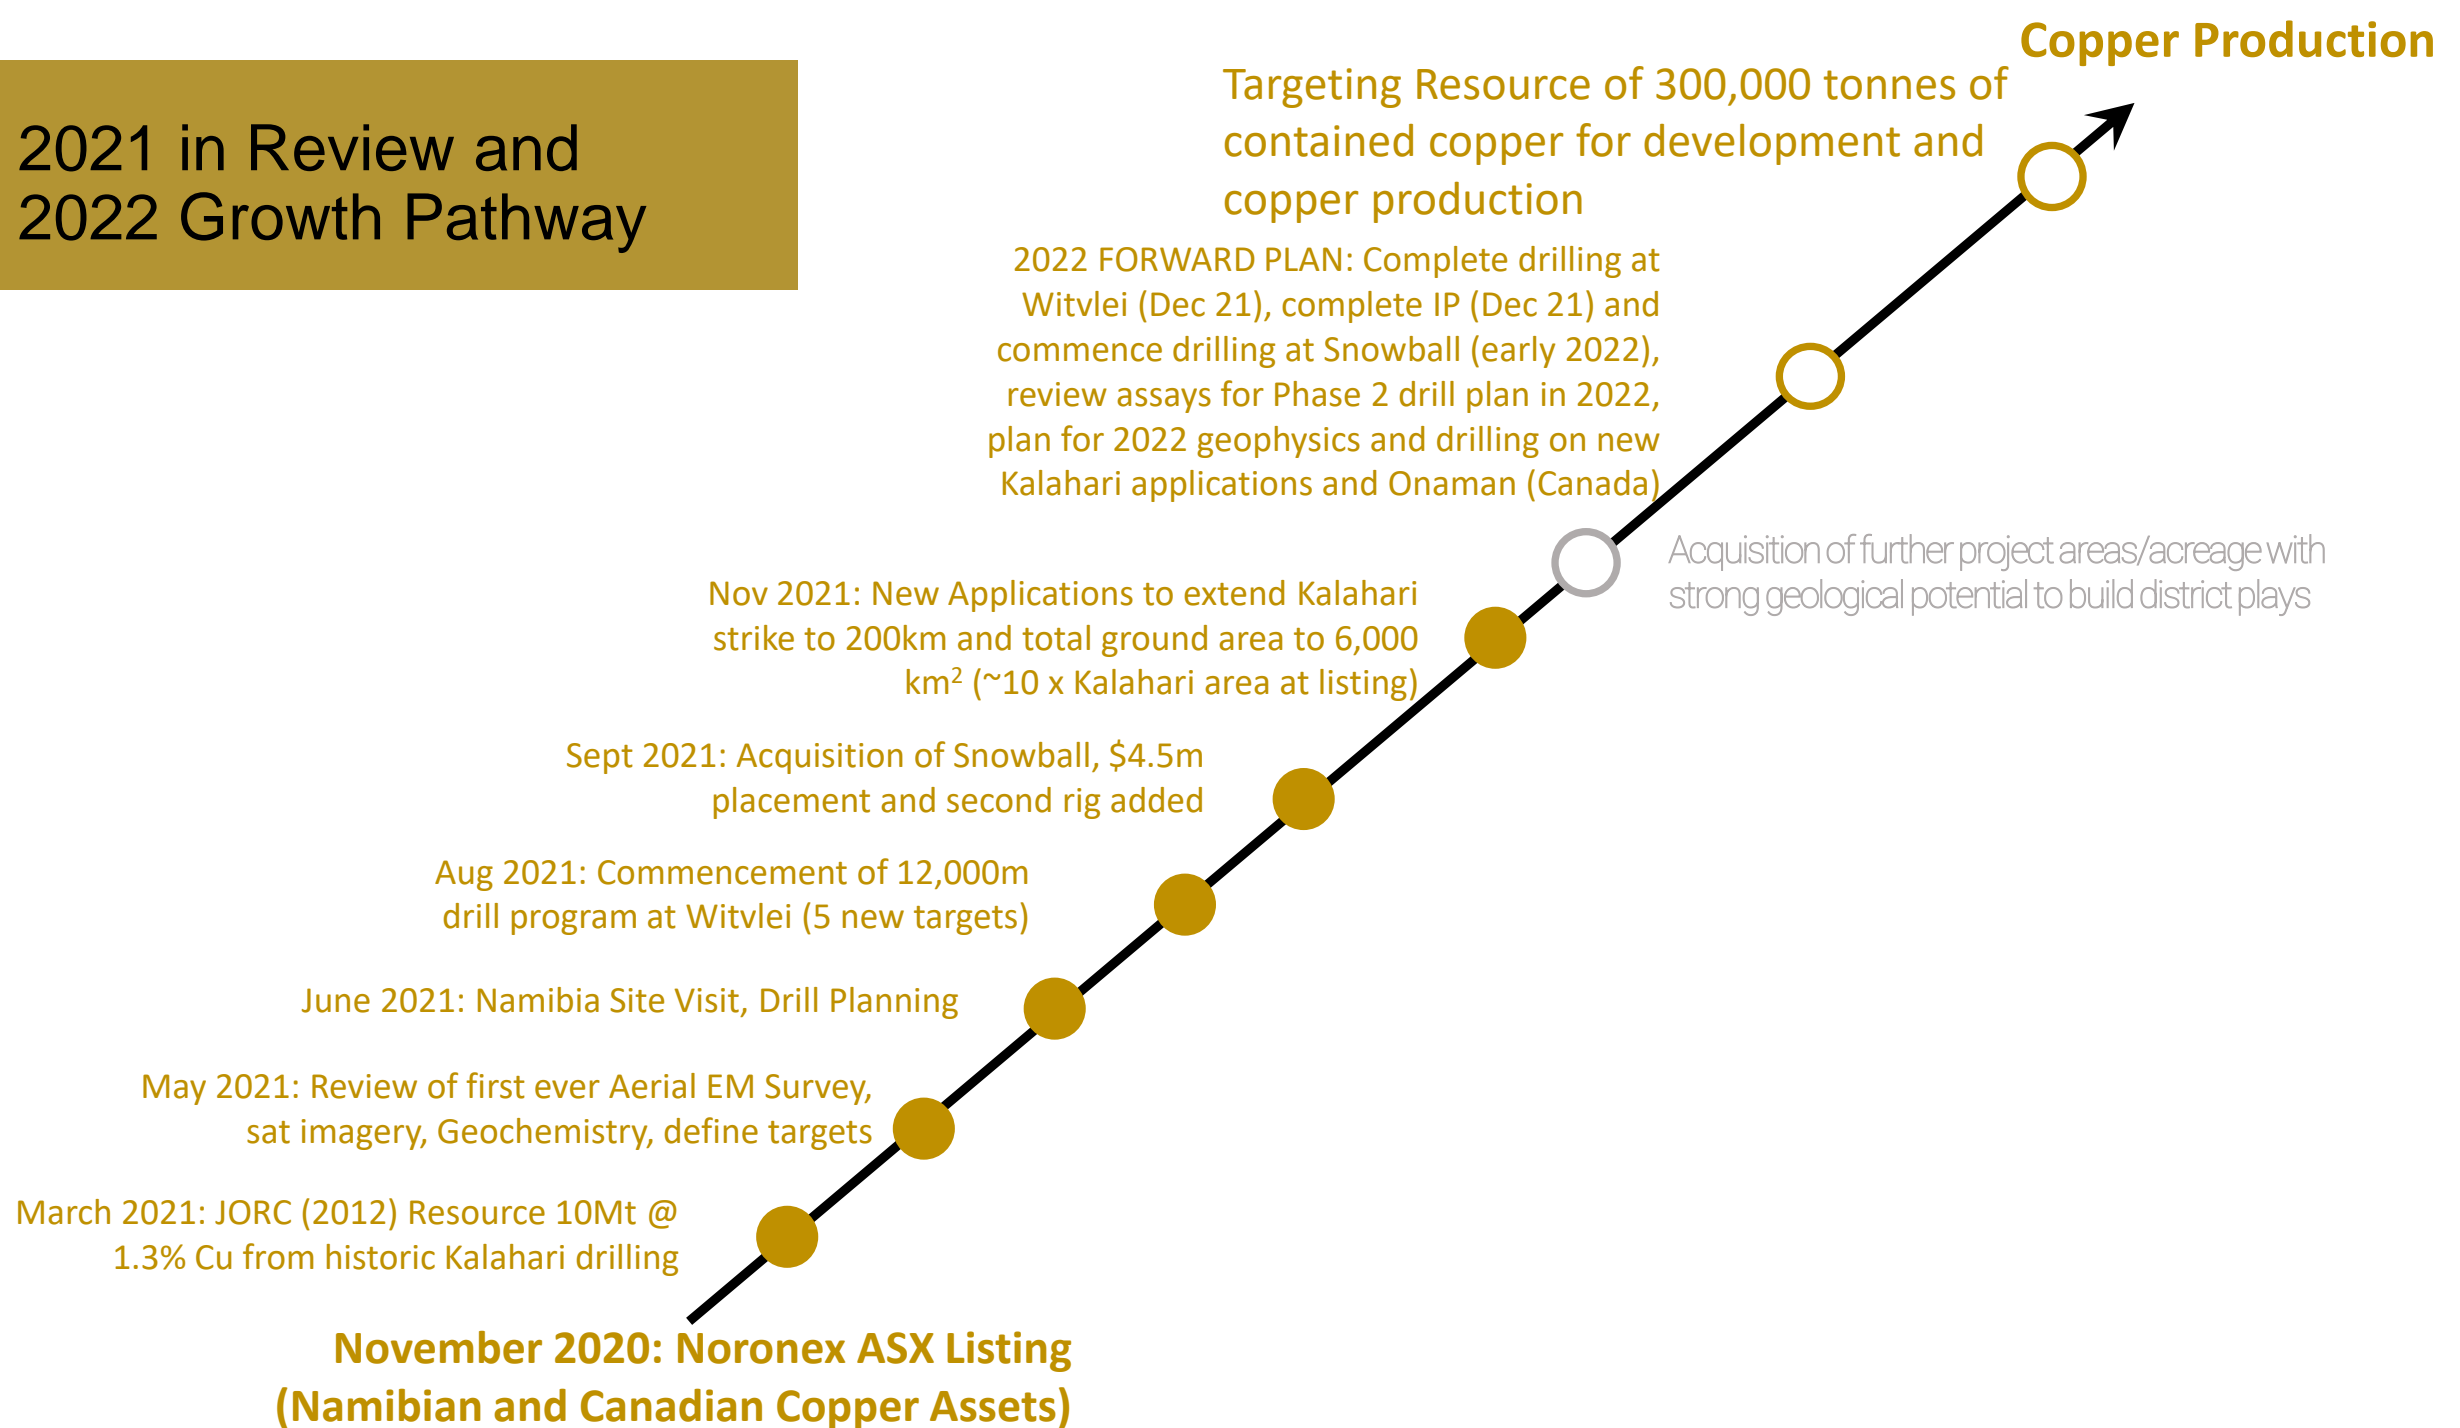 2021 in Review and
2022 Growth Pathway
Copper Production
Targeting Resource of 300,000 tonnes of
contained copper for development and
copper production
2022 FORWARD PLAN: Complete drilling at
Witvlei (Dec 21), complete IP (Dec 21) and
commence drilling at Snowball (early 2022),
review assays for Phase 2 drill plan in 2022,
plan for 2022 geophysics and drilling on new
Kalahari applications and Onaman (Canada)
Acquisition of further project areas/acreage with
strong geological potential to build district plays
Nov 2021: New Applications to extend Kalahari
strike to 200km and total ground area to 6,000
km² (~10 x Kalahari area at listing)
Sept 2021: Acquisition of Snowball, $4.5m
placement and second rig added
Aug 2021: Commencement of 12,000m
drill program at Witvlei (5 new targets)
June 2021: Namibia Site Visit, Drill Planning
May 2021: Review of first ever Aerial EM Survey,
sat imagery, Geochemistry, define targets
March 2021: JORC (2012) Resource 10Mt @
1.3% Cu from historic Kalahari drilling
November 2020: Noronex ASX Listing
(Namibian and Canadian Copper Assets)